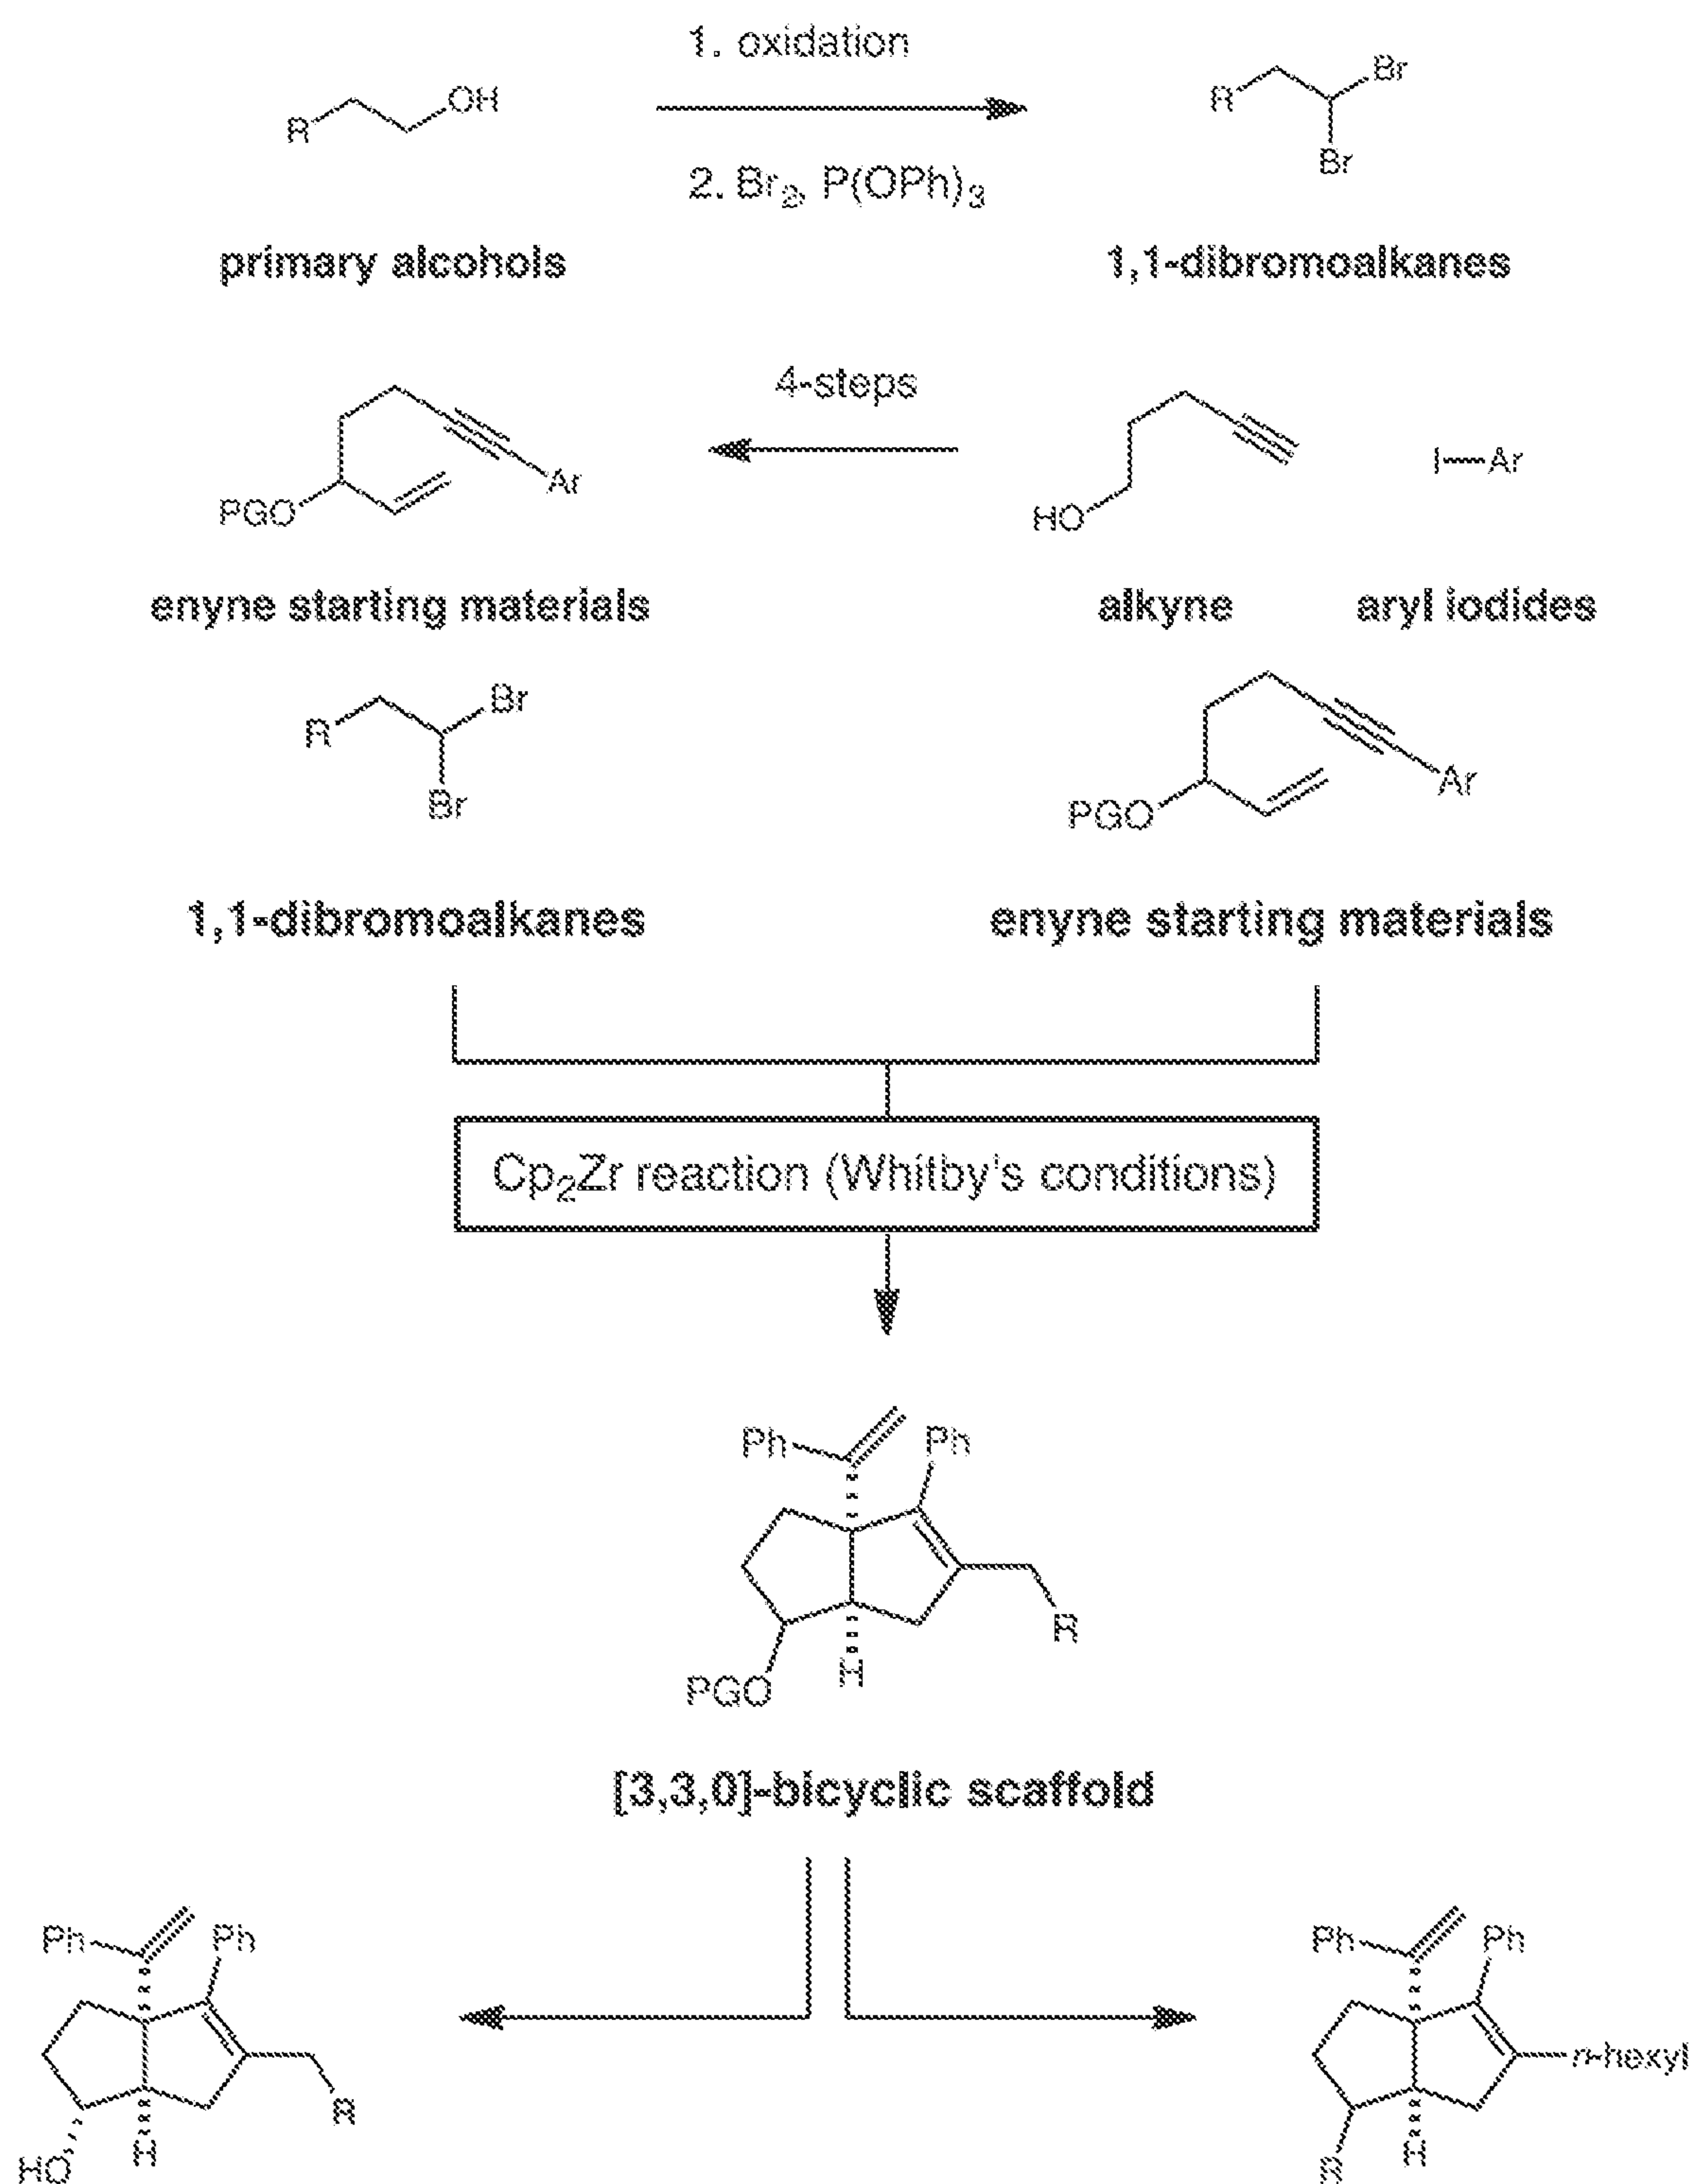 1. oxidation
R OH
R Br
Br
2. Br2, P(OPh)3
primary alcohols
1,1-dibromoalkanes
4-steps
PGO Ar
HO
I—Ar
enyne starting materials
alkyne
aryl iodides
R Br
Br
PGO Ar
1,1-dibromoalkanes
enyne starting materials
Cp2Zr reaction (Whitby's conditions)
Ph Ph
R
PGO H
[3,3,0]-bicyclic scaffold
Ph Ph
R
HO H
Ph Ph
n-hexyl
R H